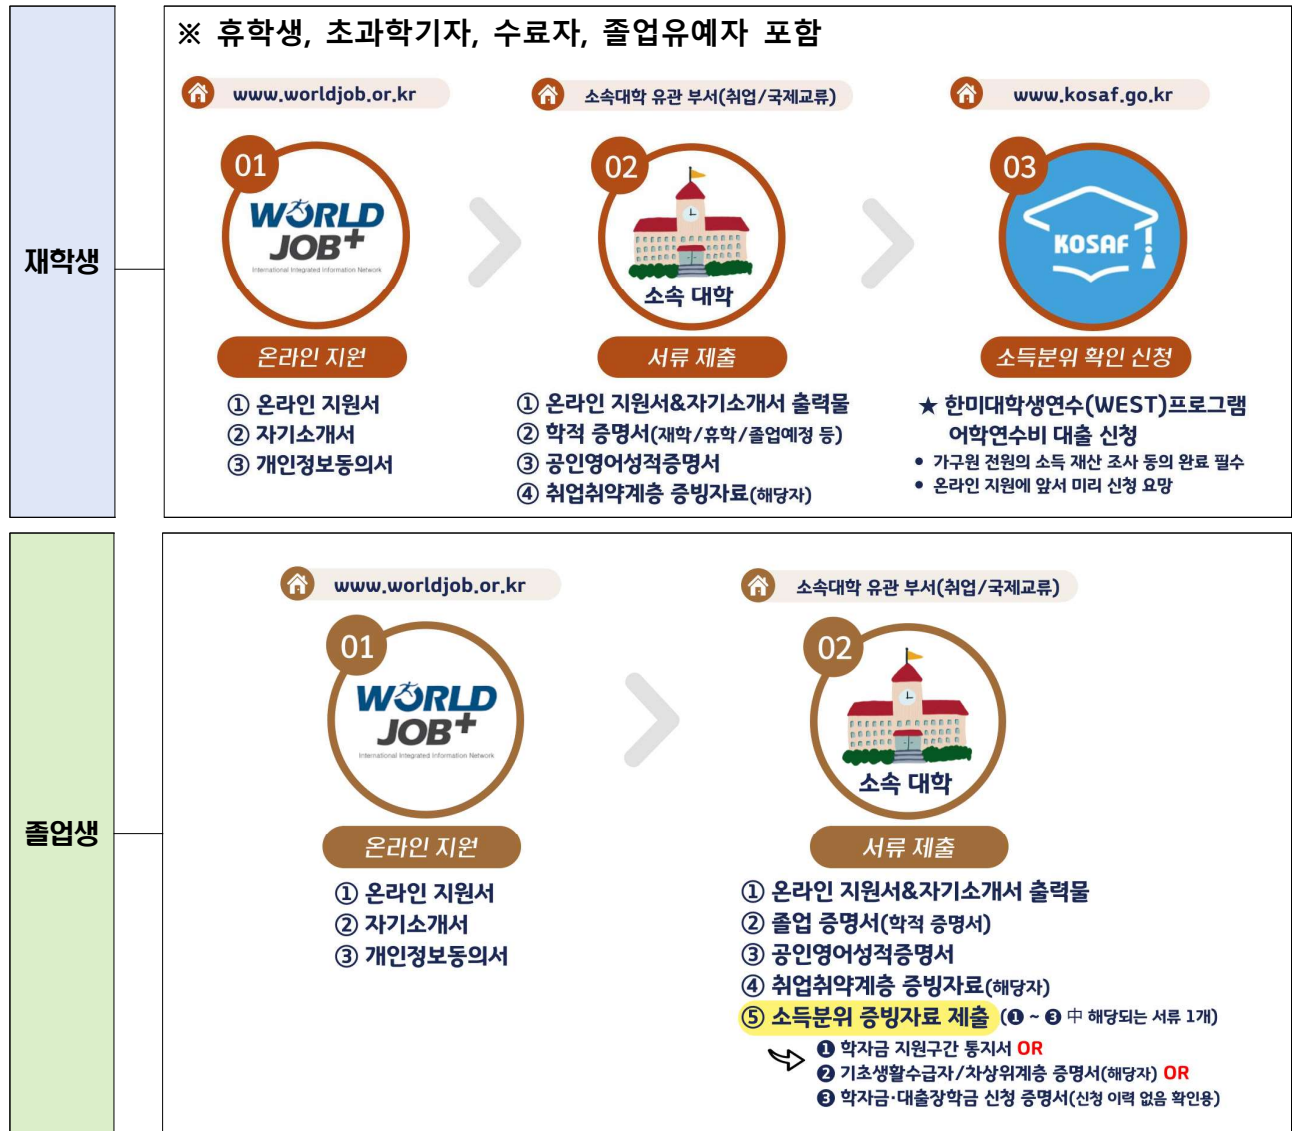 재학생
※ 휴학생, 초과학기자, 수료자, 졸업유예자 포함
www.worldjob.or.kr
01
WORLD
JOB+
International Integrated Information Network
온라인 지원
① 온라인 지원서
② 자기소개서
③ 개인정보동의서
소속대학 유관 부서(취업/국제교류)
02
소속 대학
서류 제출
① 온라인 지원서&자기소개서 출력물
② 학적 증명서(재학/휴학/졸업예정 등)
③ 공인영어성적증명서
④ 취업취약계층 증빙자료(해당자)
www.kosaf.go.kr
03
KOSAF
소득분위 확인 신청
★ 한미대학생연수(WEST)프로그램
어학연수비 대출 신청
• 가구원 전원의 소득 재산 조사 동의 완료 필수
• 온라인 지원에 앞서 미리 신청 요망
졸업생
www.worldjob.or.kr
01
WORLD
JOB+
International Integrated Information Network
온라인 지원
① 온라인 지원서
② 자기소개서
③ 개인정보동의서
소속대학 유관 부서(취업/국제교류)
02
소속 대학
서류 제출
① 온라인 지원서&자기소개서 출력물
② 졸업 증명서(학적 증명서)
③ 공인영어성적증명서
④ 취업취약계층 증빙자료(해당자)
⑤ 소득분위 증빙자료 제출 (❶ ~ ❸ 中 해당되는 서류 1개)
❶ 학자금 지원구간 통지서 OR
❷ 기초생활수급자/차상위계층 증명서(해당자) OR
❸ 학자금·대출장학금 신청 증명서(신청 이력 없음 확인용)